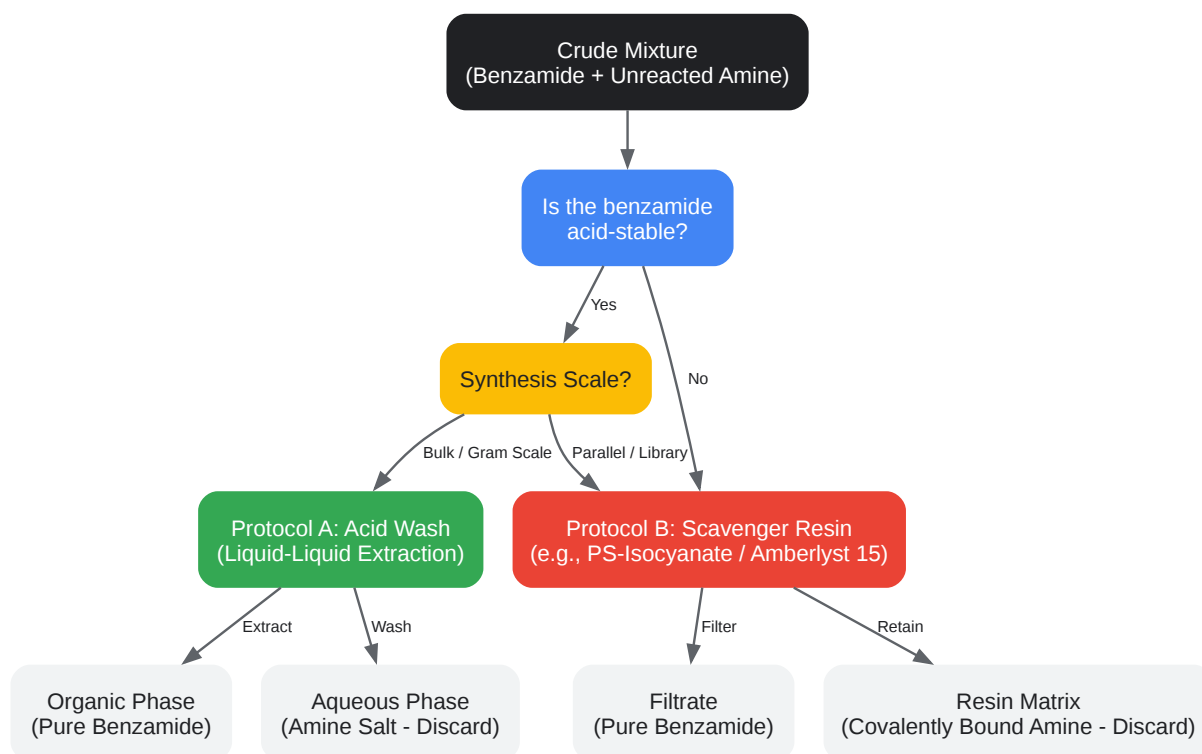 Crude Mixture
(Benzamide + Unreacted Amine)
Is the benzamide
acid-stable?
Yes
No
Synthesis Scale?
Bulk / Gram Scale
Parallel / Library
Protocol A: Acid Wash
(Liquid-Liquid Extraction)
Protocol B: Scavenger Resin
(e.g., PS-Isocyanate / Amberlyst 15)
Extract
Wash
Filter
Retain
Organic Phase
(Pure Benzamide)
Aqueous Phase
(Amine Salt - Discard)
Filtrate
(Pure Benzamide)
Resin Matrix
(Covalently Bound Amine - Discard)